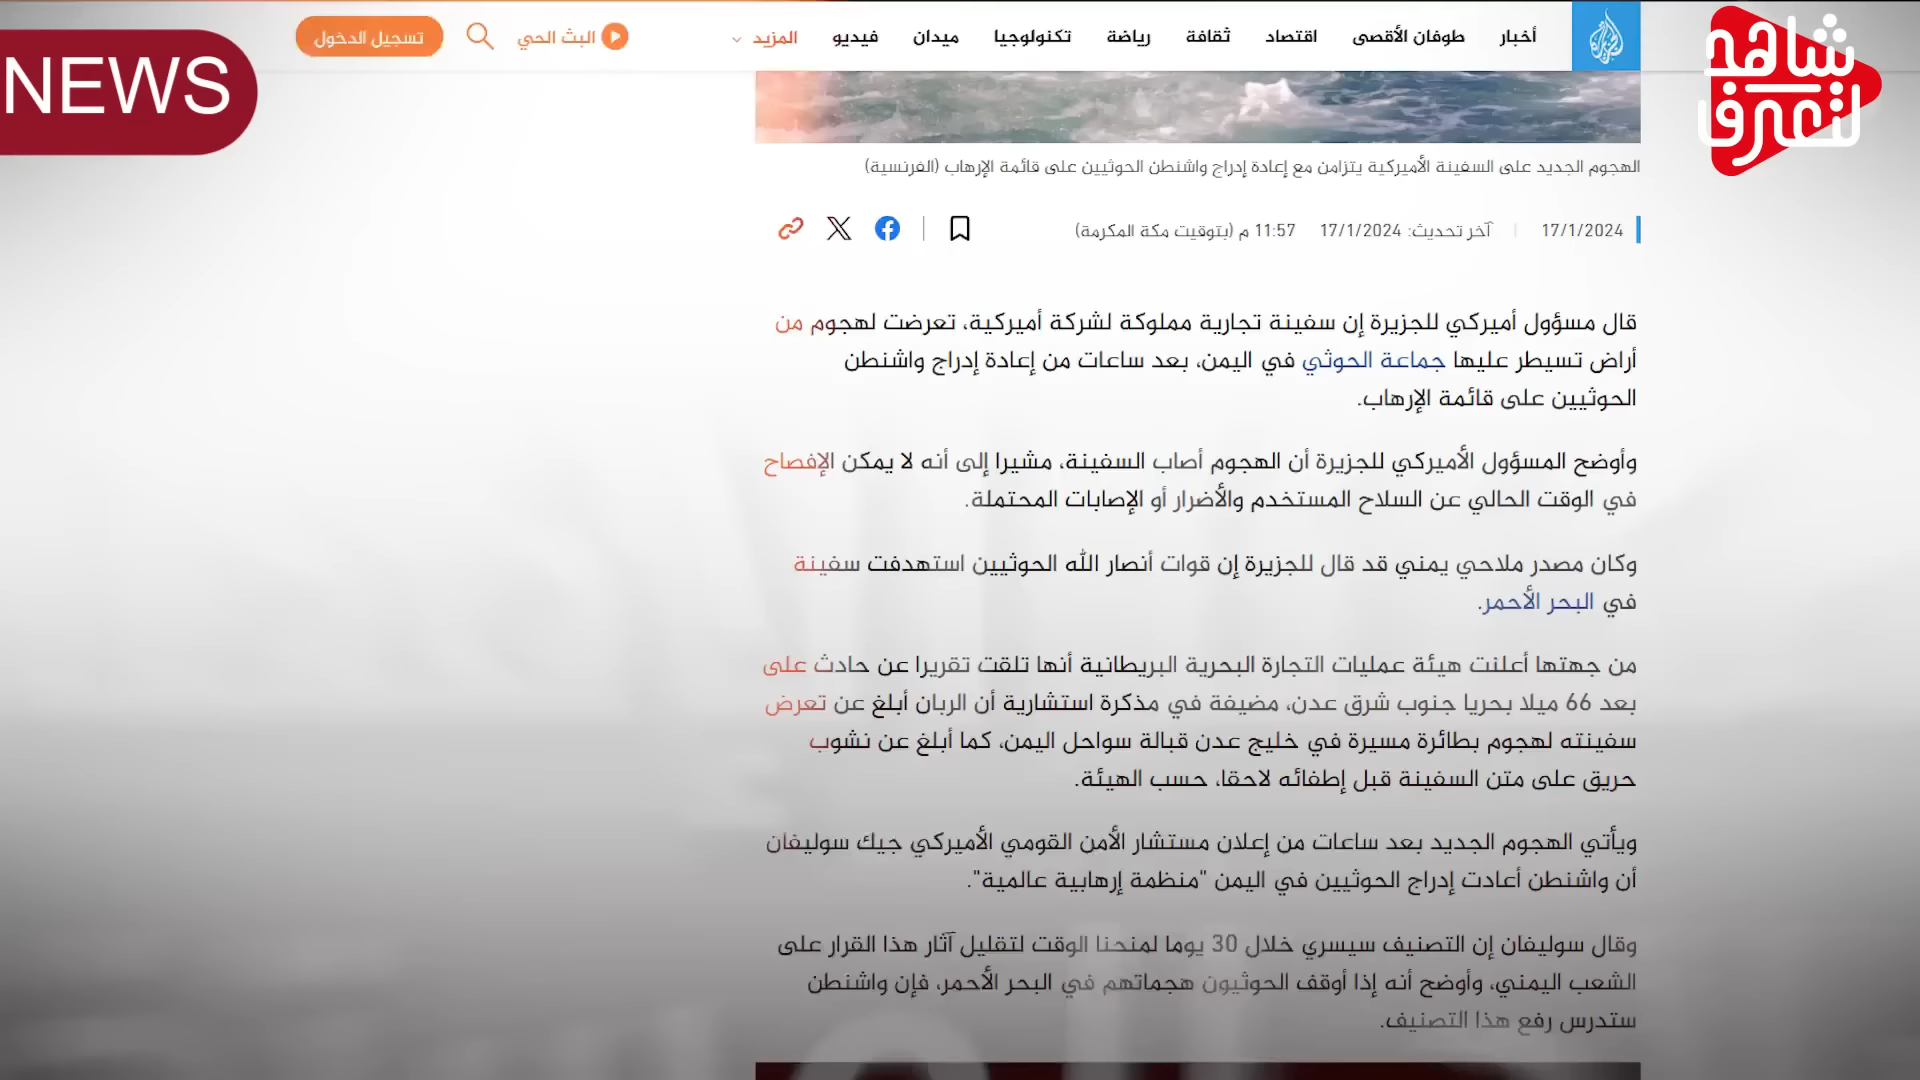 NEWS
أخبار
طوفان الأقصى
اقتصاد
ثقافة
رياضة
تكنولوجيا
ميدان
فيديو
المزيد
البث الحي
تسجيل الدخول
شاهد
لتعرف
الهجوم الجديد على السفينة الأميركية يتزامن مع إعادة إدراج واشنطن الحوثيين على قائمة الإرهاب (الفرنسية)
17/1/2024 | آخر تحديث: 17/1/2024 11:57 م (بتوقيت مكة المكرمة)
قال مسؤول أميركي للجزيرة إن سفينة تجارية مملوكة لشركة أميركية، تعرضت لهجوم من
أراض تسيطر عليها جماعة الحوثي في اليمن، بعد ساعات من إعادة إدراج واشنطن
الحوثيين على قائمة الإرهاب.
وأوضح المسؤول الأميركي للجزيرة أن الهجوم أصاب السفينة، مشيرا إلى أنه لا يمكن الإفصاح
في الوقت الحالي عن السلاح المستخدم والأضرار أو الإصابات المحتملة.
وكان مصدر ملاحي يمني قد قال للجزيرة إن قوات أنصار الله الحوثيين استهدفت سفينة
في البحر الأحمر.
من جهتها أعلنت هيئة عمليات التجارة البحرية البريطانية أنها تلقت تقريرا عن حادث على
بعد 66 ميلا بحريا جنوب شرق عدن، مضيفة في مذكرة استشارية أن الربان أبلغ عن تعرض
سفينته لهجوم بطائرة مسيرة في خليج عدن قبالة سواحل اليمن، كما أبلغ عن نشوب
حريق على متن السفينة قبل إطفائه لاحقا، حسب الهيئة.
ويأتي الهجوم الجديد بعد ساعات من إعلان مستشار الأمن القومي الأميركي جيك سوليفان
أن واشنطن أعادت إدراج الحوثيين في اليمن "منظمة إرهابية عالمية".
وقال سوليفان إن التصنيف سيسري خلال 30 يوما لمنحنا الوقت لتقليل آثار هذا القرار على
الشعب اليمني، وأوضح أنه إذا أوقف الحوثيون هجماتهم في البحر الأحمر، فإن واشنطن
ستدرس رفع هذا التصنيف.